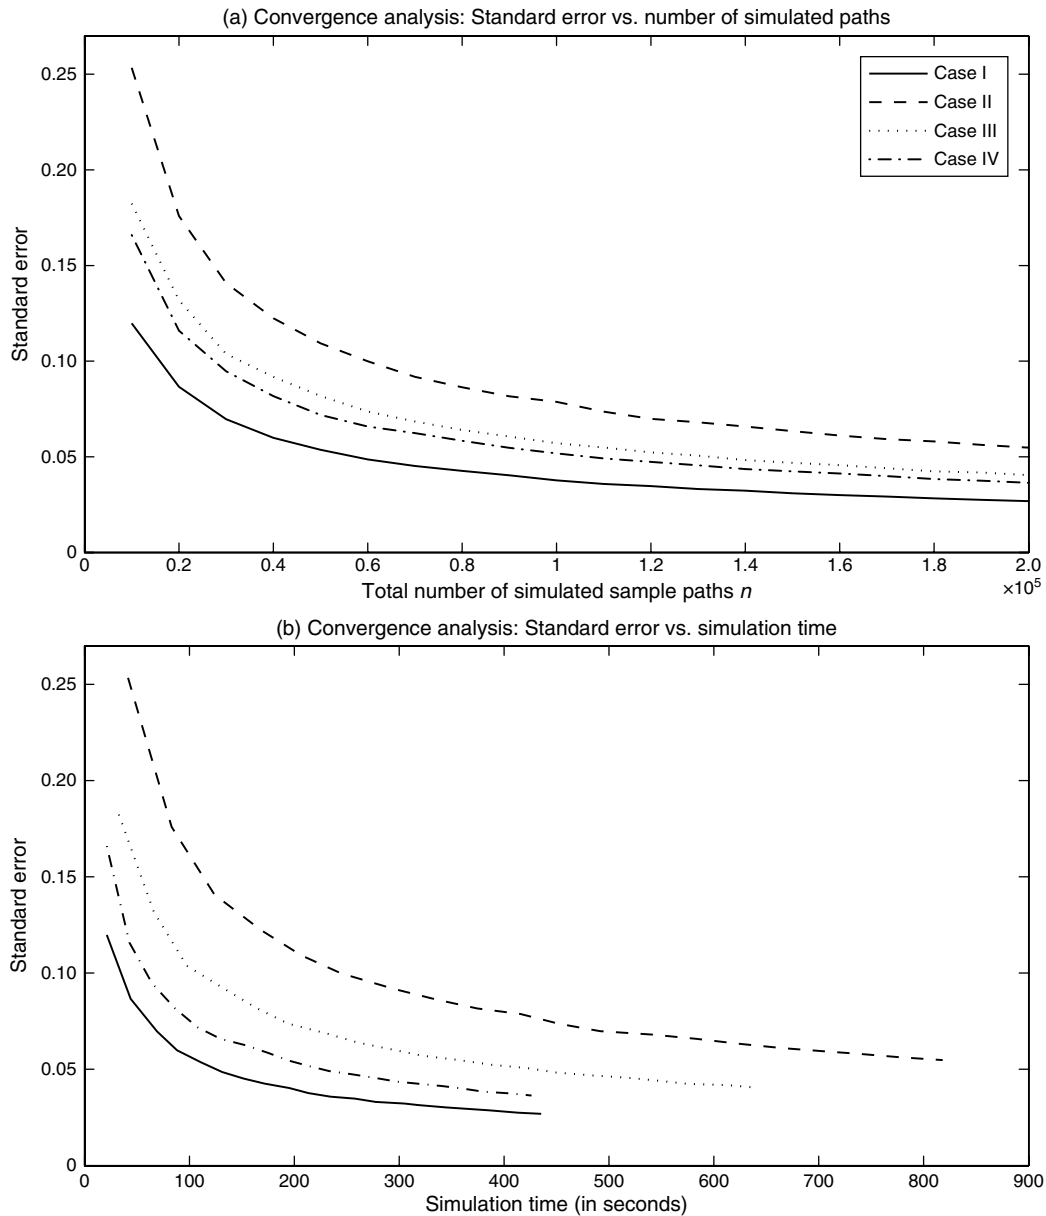 (a) Convergence analysis: Standard error vs. number of simulated paths
0.25
0.20
0.15
0.10
0.05
0
Standard error
Case I
Case II
Case III
Case IV
0 0.2 0.4 0.6 0.8 1 1.2 1.4 1.6 1.8 2.0
×10⁵
Total number of simulated sample paths n
(b) Convergence analysis: Standard error vs. simulation time
0.25
0.20
0.15
0.10
0.05
0
Standard error
0 100 200 300 400 500 600 700 800 900
Simulation time (in seconds)